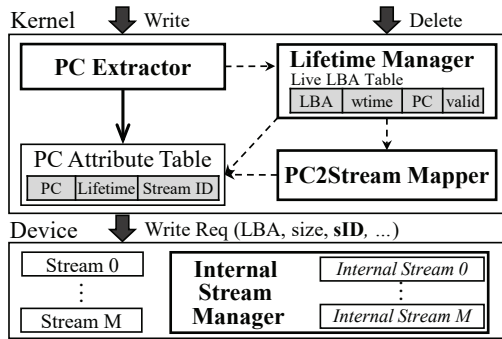 Kernel
Write
Delete
PC Extractor
Lifetime Manager
Live LBA Table
LBA wtime PC valid
PC Attribute Table
PC Lifetime Stream ID
PC2Stream Mapper
Device
Write Req (LBA, size, sID, ...)
Stream 0
⋮
Stream M
Internal
Stream
Manager
Internal Stream 0
⋮
Internal Stream M